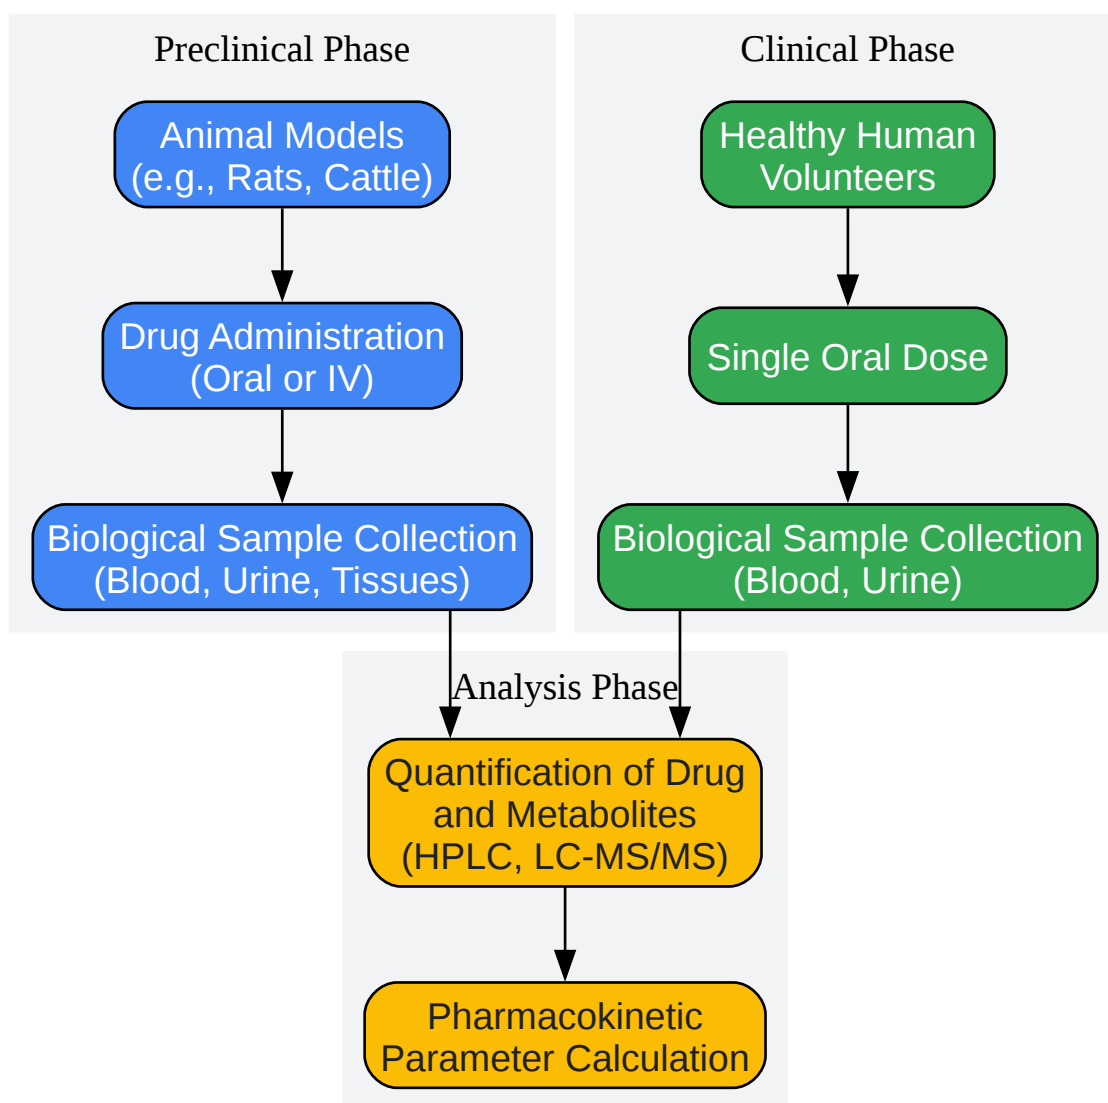 Preclinical Phase
Animal Models
(e.g., Rats, Cattle)
Drug Administration
(Oral or IV)
Biological Sample Collection
(Blood, Urine, Tissues)
Clinical Phase
Healthy Human
Volunteers
Single Oral Dose
Biological Sample Collection
(Blood, Urine)
Analysis Phase
Quantification of Drug
and Metabolites
(HPLC, LC-MS/MS)
Pharmacokinetic
Parameter Calculation